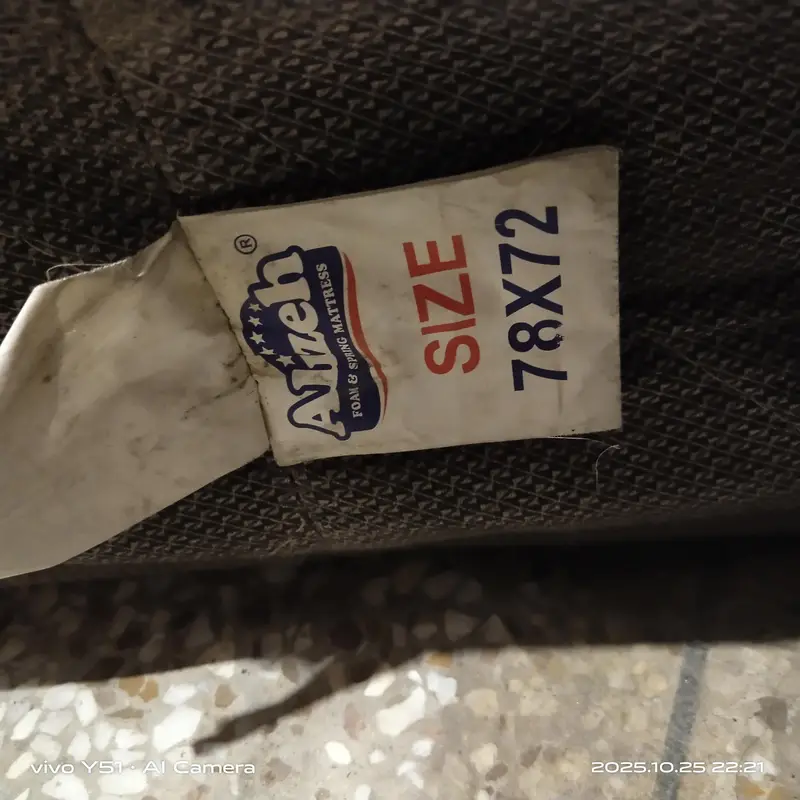 Alizeh®
FOAM & SPRING MATTRESS
SIZE
78X72
vivo Y51 · AI Camera
2025.10.25 22:21